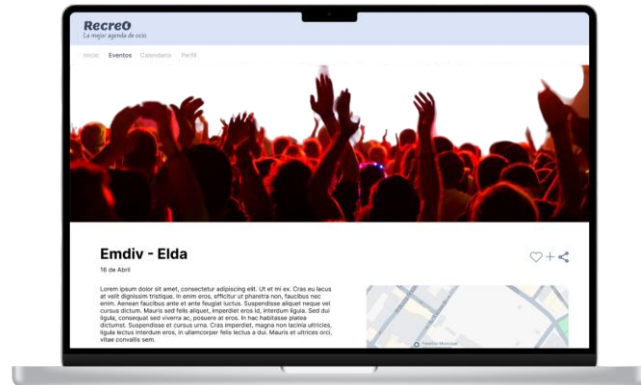 RecreO
La mejor agenda de ocio
Inicio Eventos Calendario Perfil
Emdiv - Elda
16 de Abril
Lorem ipsum dolor sit amet, consectetur adipiscing elit. Ut et mi ex. Cras eu lacus
at velit dignissim tristique, in enim eros, officitur ut pharetra non, faucibus nec
enim. Aenean faucibus ante et ante feugiat luctus. Suspendisse aliquet neque vel
cursus dictum. Mauris sed felis aliquet, imperdiet eros id, interdum ligula. Sed dui
ligula, consequat sed viverra ac, posuere at eros. In hac habitasse platea
dictumst. Suspendisse et cursus urna. Cras imperdiet, magna non lacinia ultricies,
ligula lectus interdum eros, in ullamcorper felis lectus a dui. Mauris et ultrices orci,
vitae convallis sem.